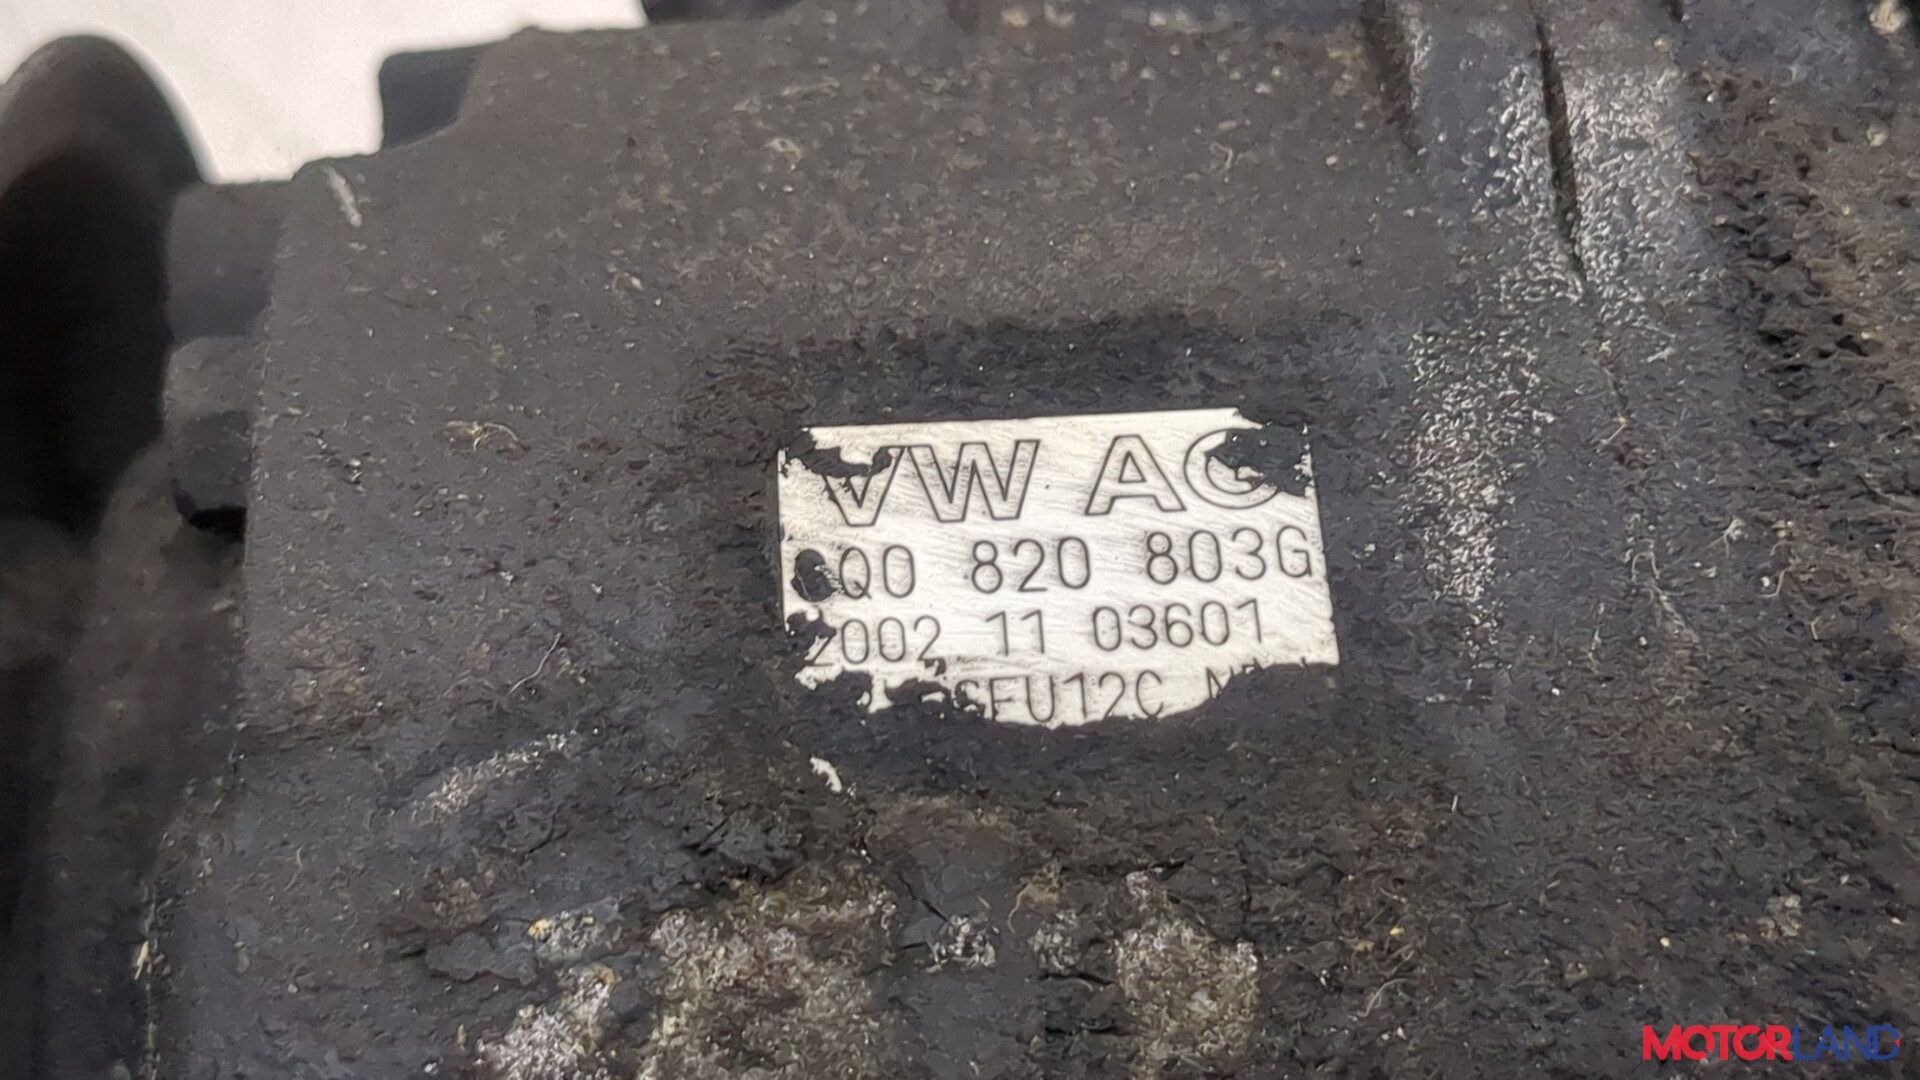 VW AG
Q0 820 803G
2002 11 03601
SFU12C
MOTORLAND